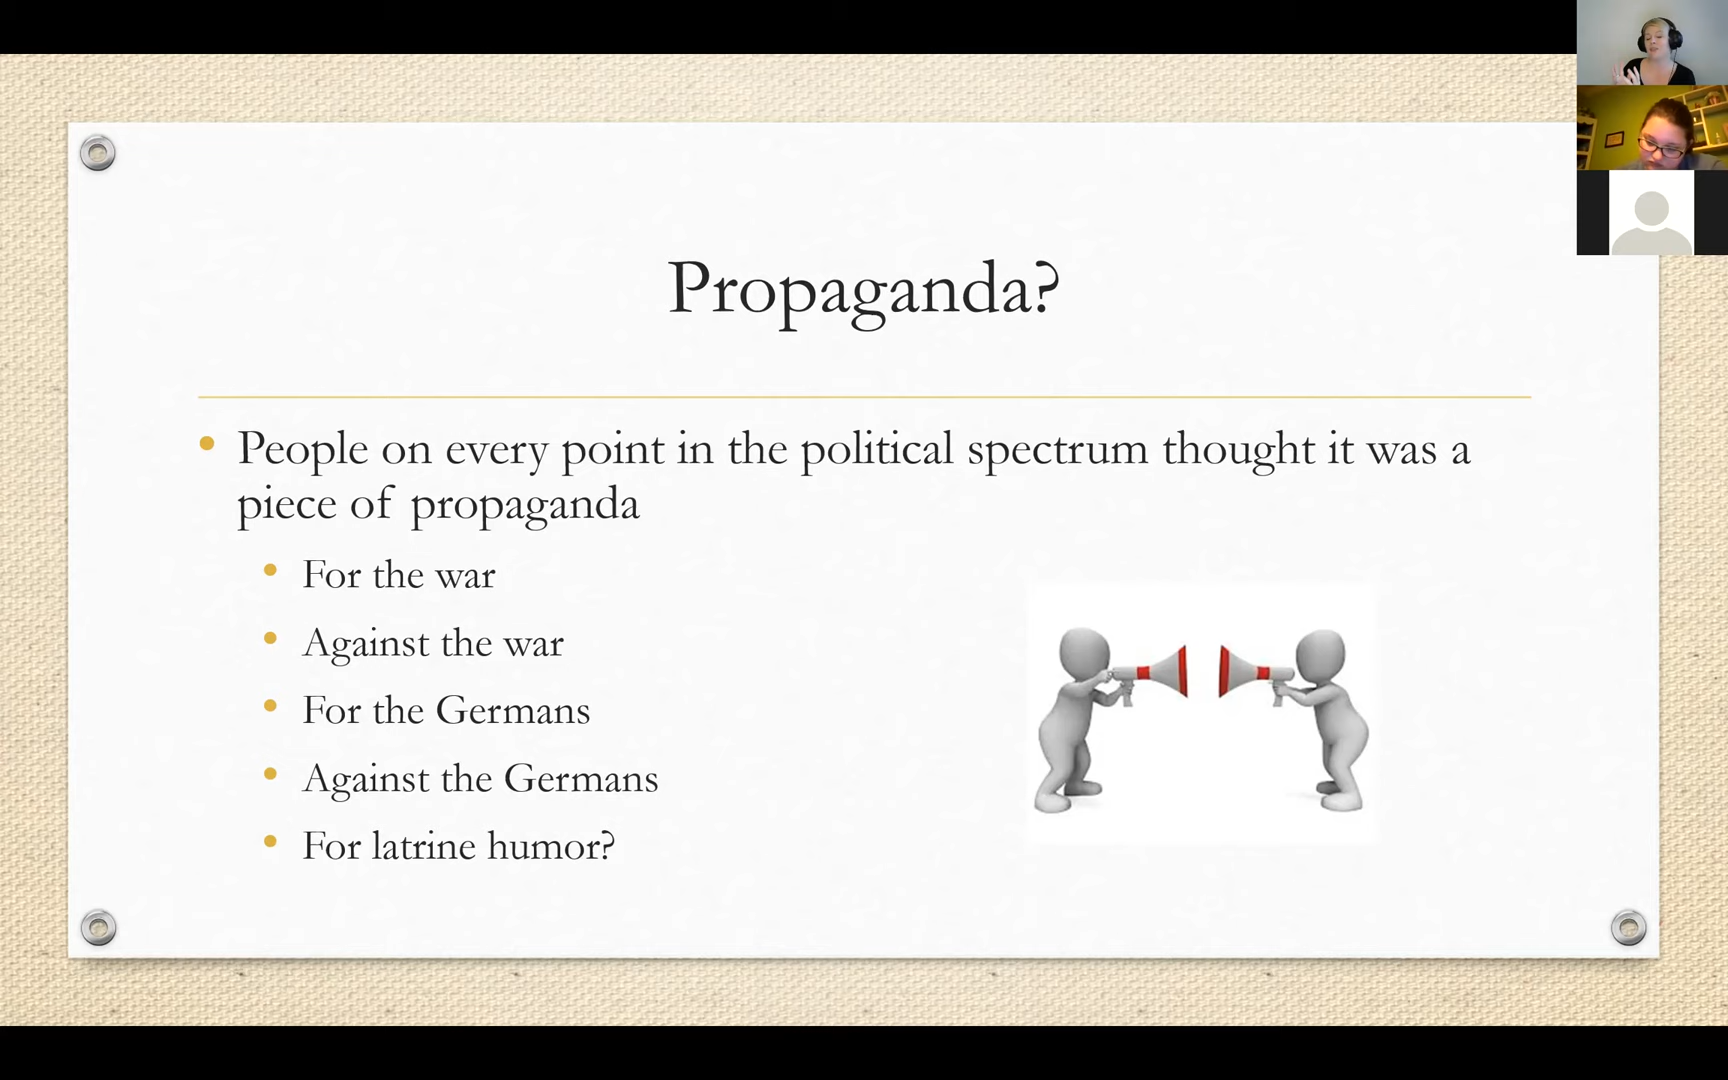 Propaganda?
People on every point in the political spectrum thought it was a
piece of propaganda
For the war
Against the war
For the Germans
Against the Germans
For latrine humor?